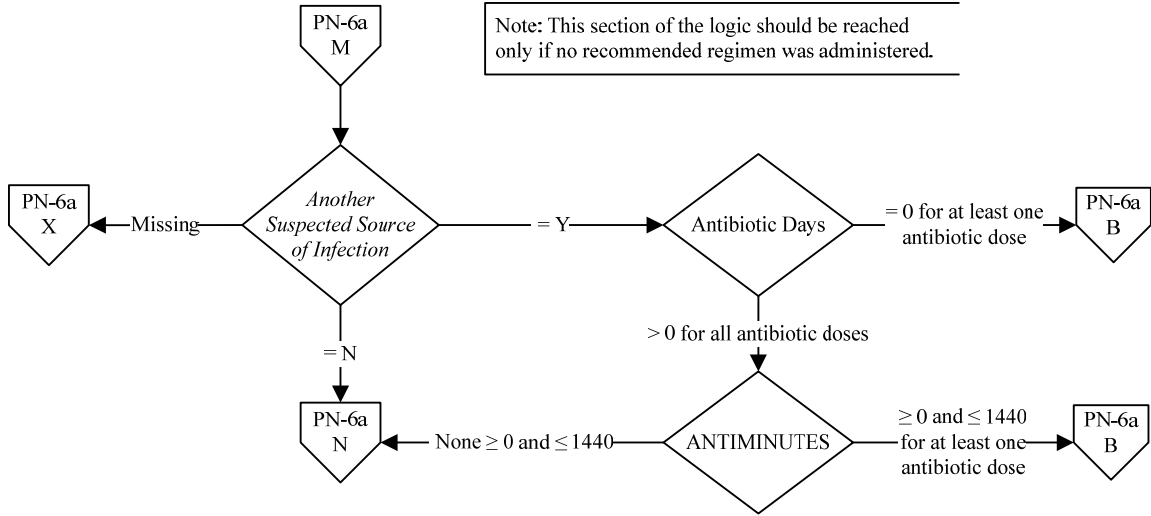 PN-6a
M
Note: This section of the logic should be reached
only if no recommended regimen was administered.
PN-6a
X
Missing
Another
Suspected Source
of Infection
= Y
Antibiotic Days
= 0 for at least one
antibiotic dose
PN-6a
B
= N
> 0 for all antibiotic doses
PN-6a
N
None ≥ 0 and ≤ 1440
ANTIMINUTES
≥ 0 and ≤ 1440
for at least one
antibiotic dose
PN-6a
B